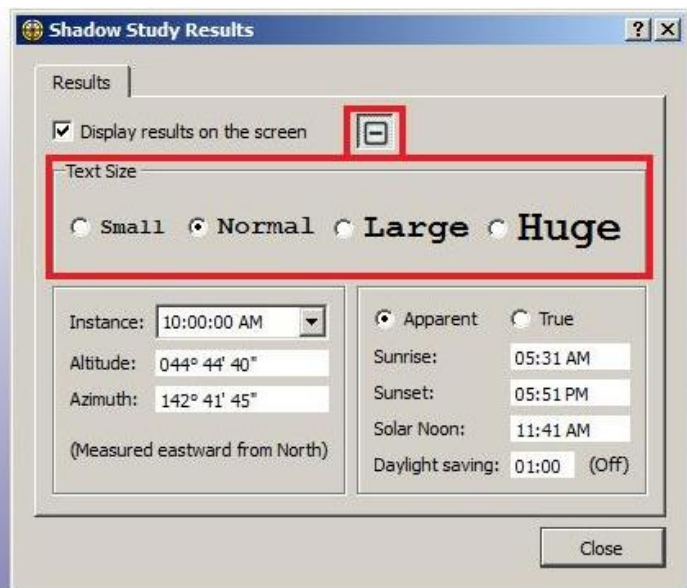 Shadow Study Results
Results
Display results on the screen
Text Size
Small Normal Large Huge
Instance: 10:00:00 AM
Altitude: 044° 44' 40"
Azimuth: 142° 41' 45"
(Measured eastward from North)
Apparent True
Sunrise: 05:31 AM
Sunset: 05:51 PM
Solar Noon: 11:41 AM
Daylight saving: 01:00 (Off)
Close